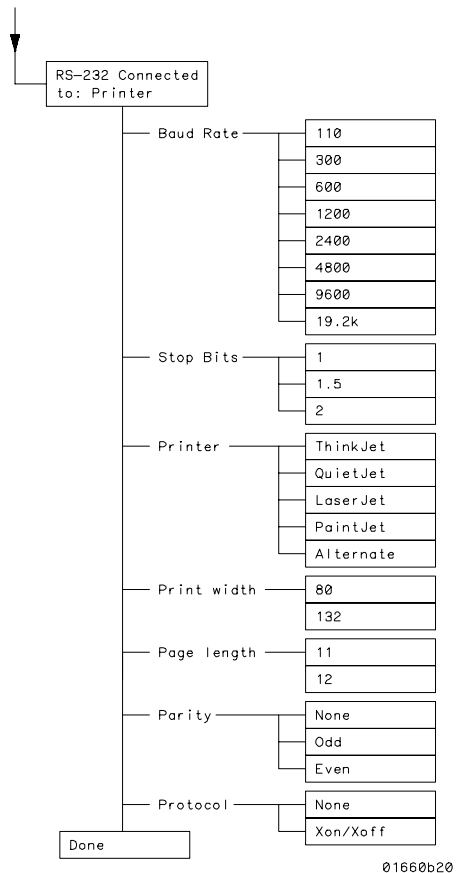 RS-232 Connected
to: Printer
Baud Rate
110
300
600
1200
2400
4800
9600
19.2k
Stop Bits
1
1.5
2
Printer
ThinkJet
QuietJet
LaserJet
PaintJet
Alternate
Print width
80
132
Page length
11
12
Parity
None
Odd
Even
Protocol
None
Xon/Xoff
Done
01660b20